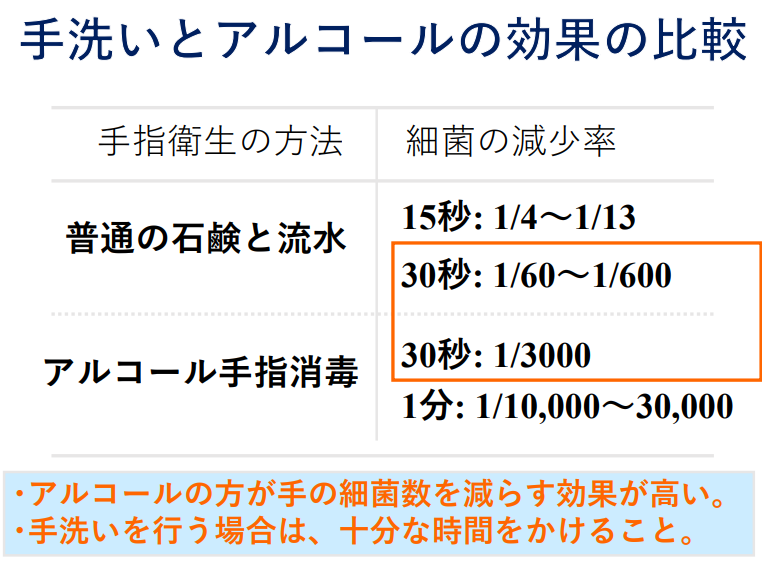 手洗いとアルコールの効果の比較
手指衛生の方法
細菌の減少率
普通の石鹸と流水
15秒: 1/4～1/13
30秒: 1/60～1/600
アルコール手指消毒
30秒: 1/3000
1分: 1/10,000～30,000
・アルコールの方が手の細菌数を減らす効果が高い。
・手洗いを行う場合は、十分な時間をかけること。